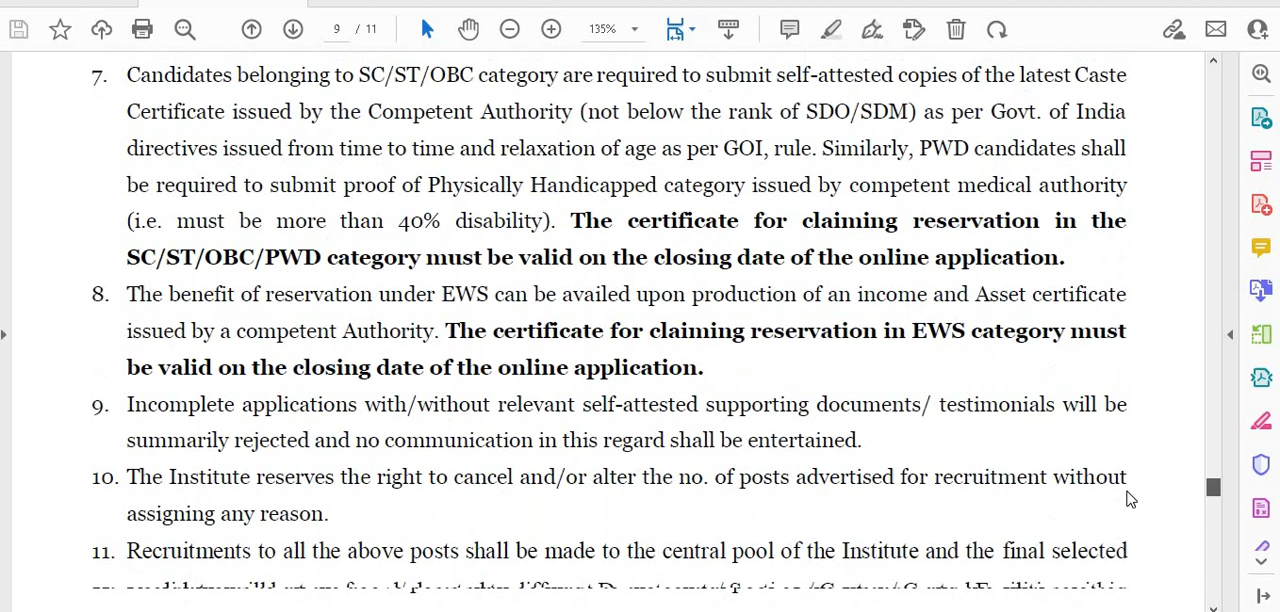 9 / 11
135%
7. Candidates belonging to SC/ST/OBC category are required to submit self-attested copies of the latest Caste
Certificate issued by the Competent Authority (not below the rank of SDO/SDM) as per Govt. of India
directives issued from time to time and relaxation of age as per GOI, rule. Similarly, PWD candidates shall
be required to submit proof of Physically Handicapped category issued by competent medical authority
(i.e. must be more than 40% disability). The certificate for claiming reservation in the
SC/ST/OBC/PWD category must be valid on the closing date of the online application.
8. The benefit of reservation under EWS can be availed upon production of an income and Asset certificate
issued by a competent Authority. The certificate for claiming reservation in EWS category must
be valid on the closing date of the online application.
9. Incomplete applications with/without relevant self-attested supporting documents/ testimonials will be
summarily rejected and no communication in this regard shall be entertained.
10. The Institute reserves the right to cancel and/or alter the no. of posts advertised for recruitment without
assigning any reason.
11. Recruitments to all the above posts shall be made to the central pool of the Institute and the final selected